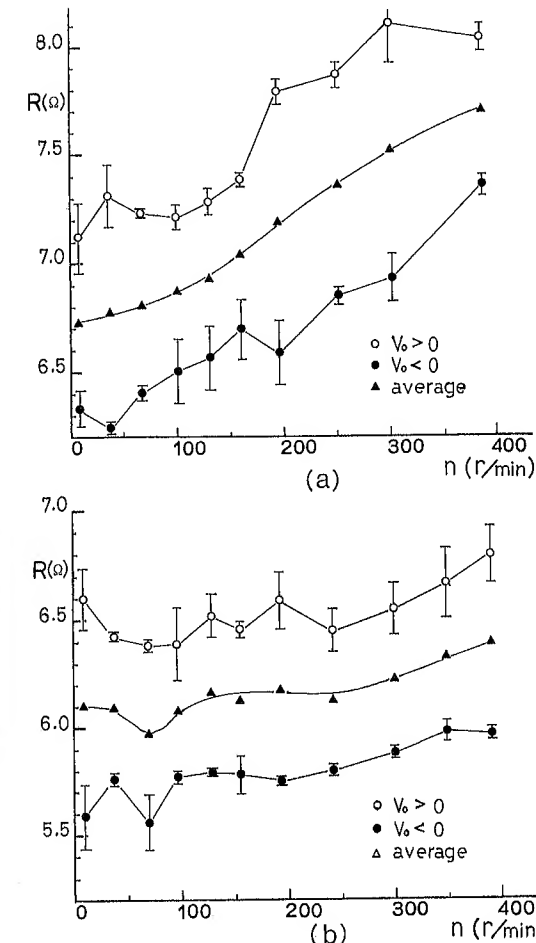 8.0
R(Ω)
7.5
7.0
6.5
○ V₀ > 0
● V₀ < 0
▲ average
0 100 200 300 400
n (r/min)
(a)
7.0
R(Ω)
6.5
6.0
5.5
○ V₀ > 0
● V₀ < 0
△ average
0 100 200 300 400
n (r/min)
(b)